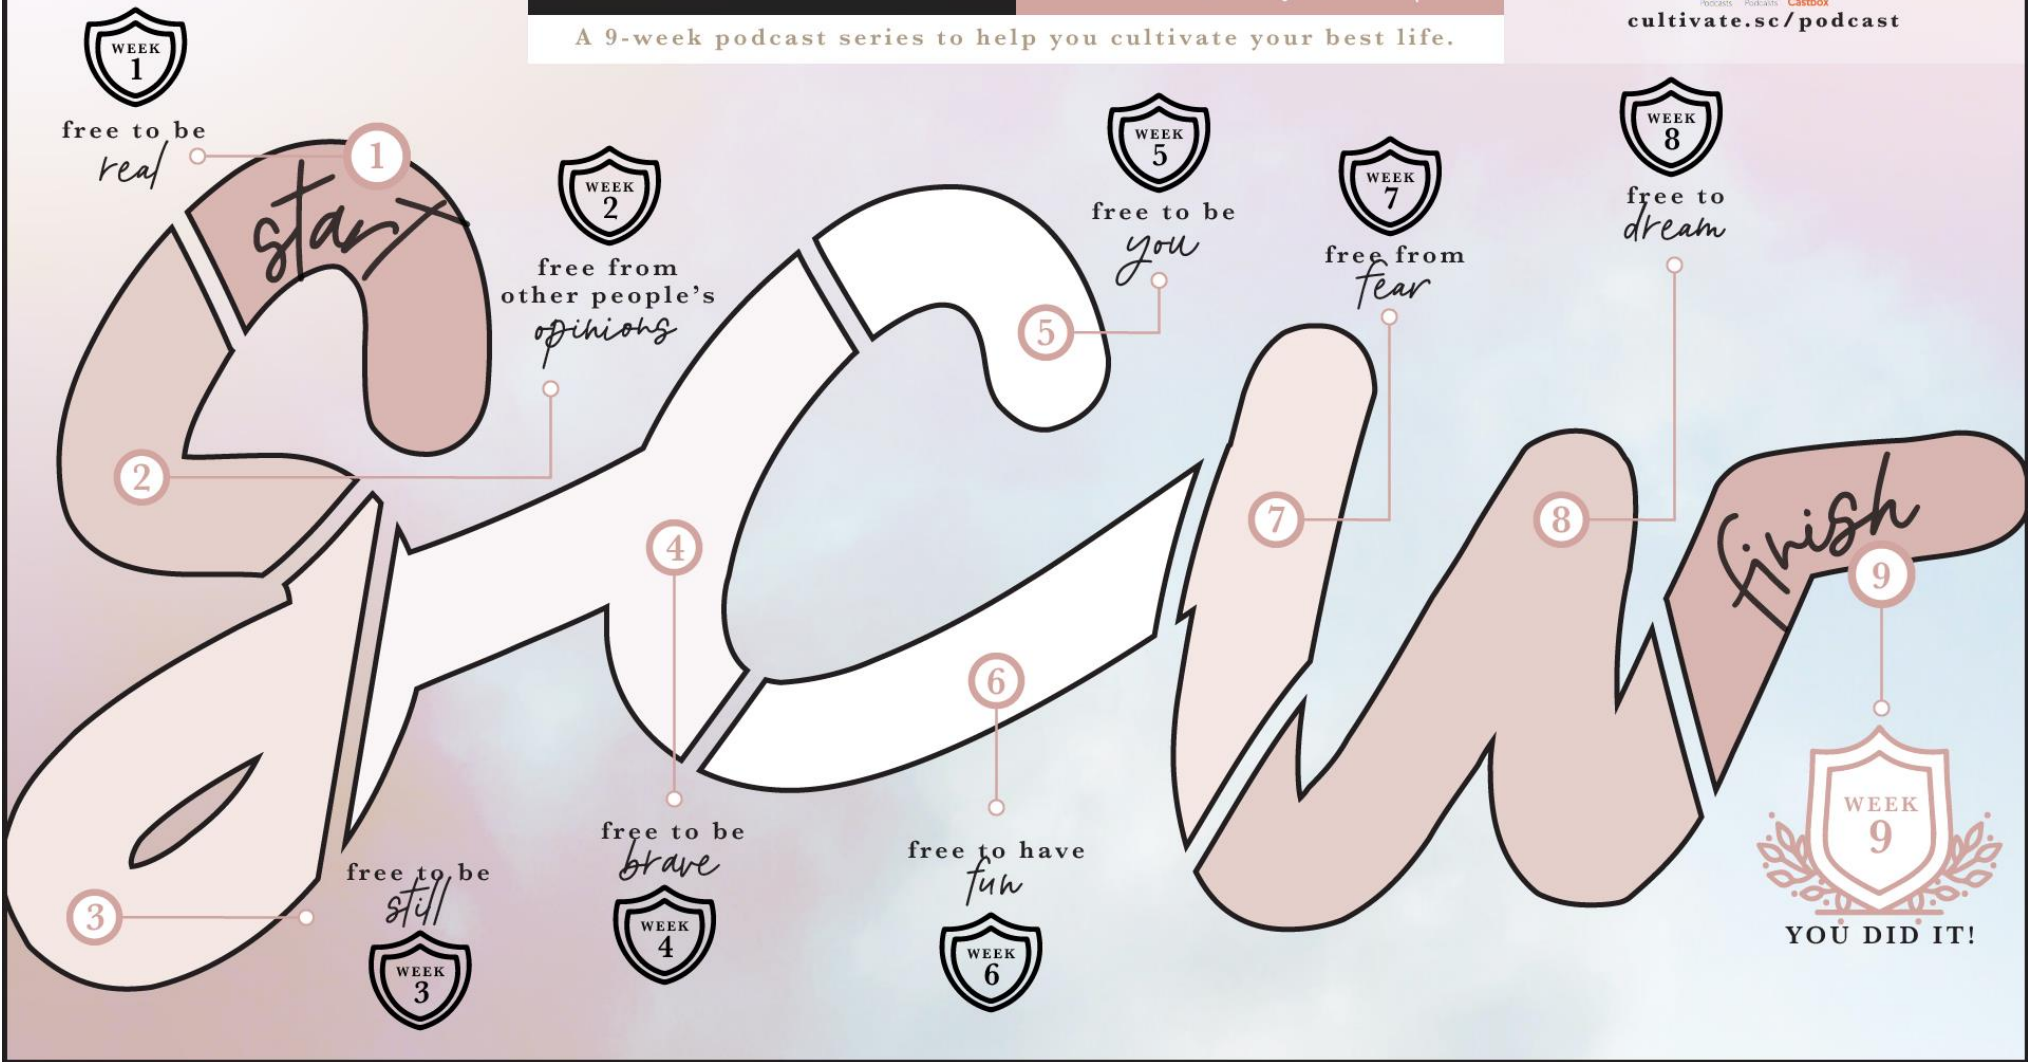 Podcasts Podcasts Castbox
cultivate.sc/podcast
A 9-week podcast series to help you cultivate your best life.
WEEK
1
free to be
real
1
start
WEEK
2
free from
other people's
opinions
2
3
free to be
still
WEEK
3
4
free to be
brave
WEEK
4
WEEK
5
free to be
you
5
6
free to have
fun
WEEK
6
WEEK
7
free from
fear
7
WEEK
8
free to
dream
8
finish
9
WEEK
9
YOU DID IT!